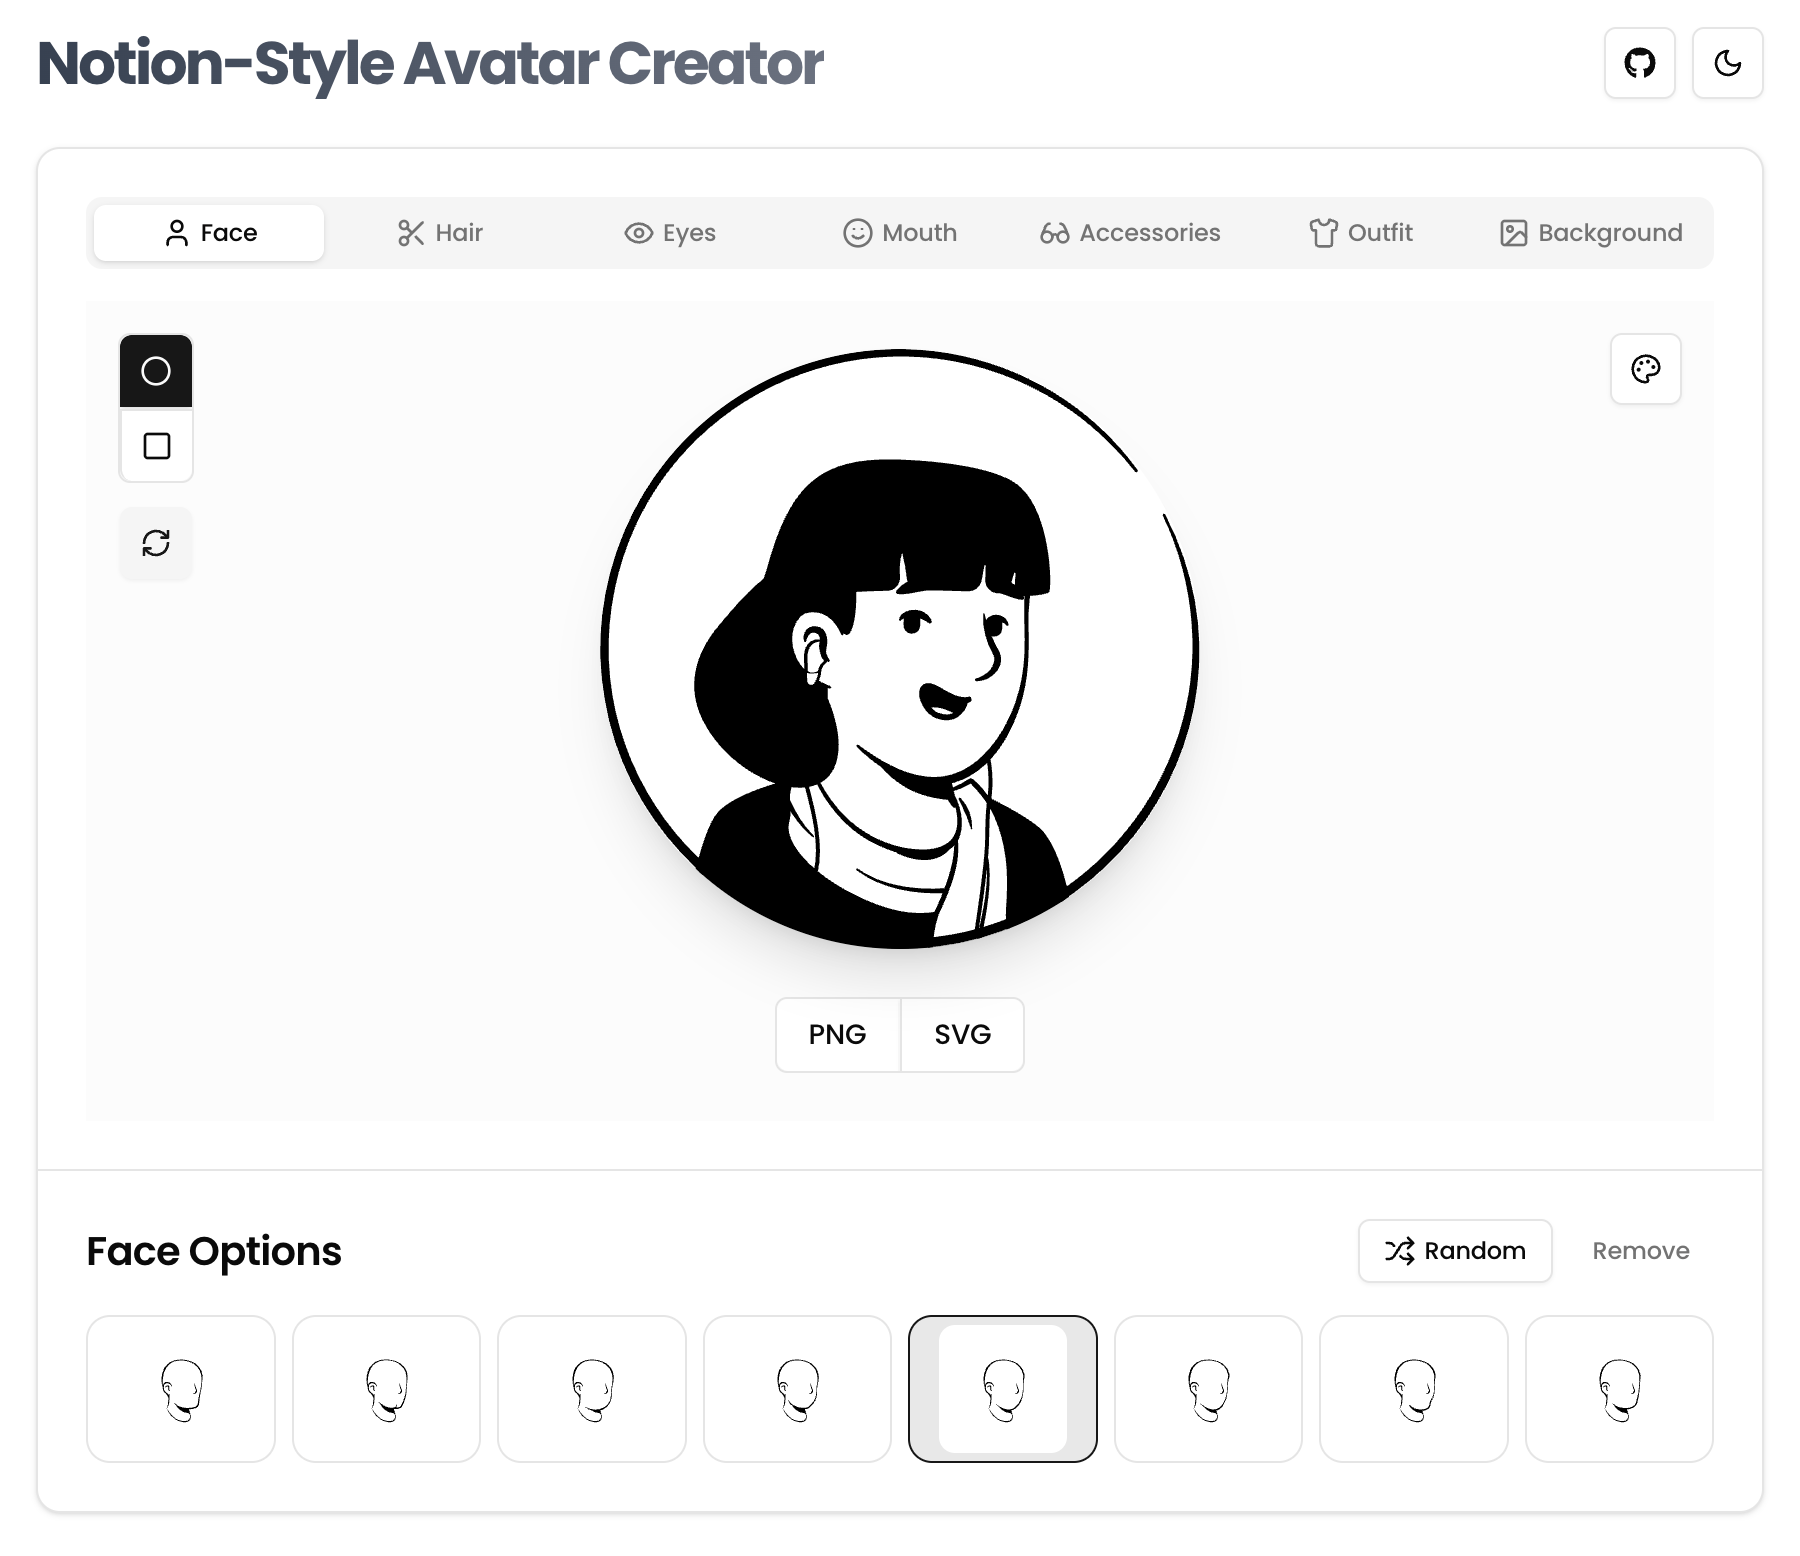 Notion-Style Avatar Creator
Face Hair Eyes Mouth Accessories Outfit Background
PNG SVG
Face Options Random Remove